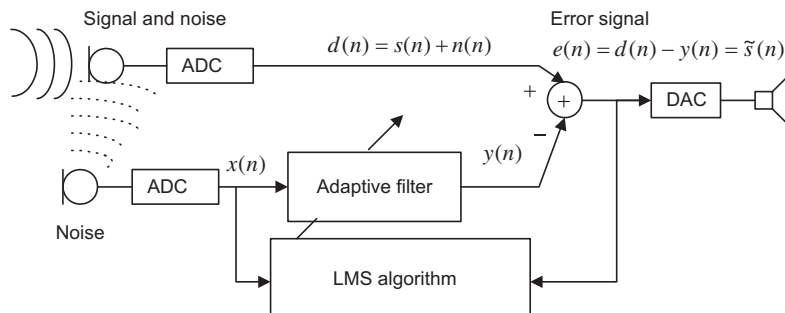 Signal and noise
Error signal
d(n) = s(n) + n(n)
e(n) = d(n) − y(n) = s̃(n)
ADC
+
+
DAC
−
x(n)
y(n)
ADC
Adaptive filter
Noise
LMS algorithm